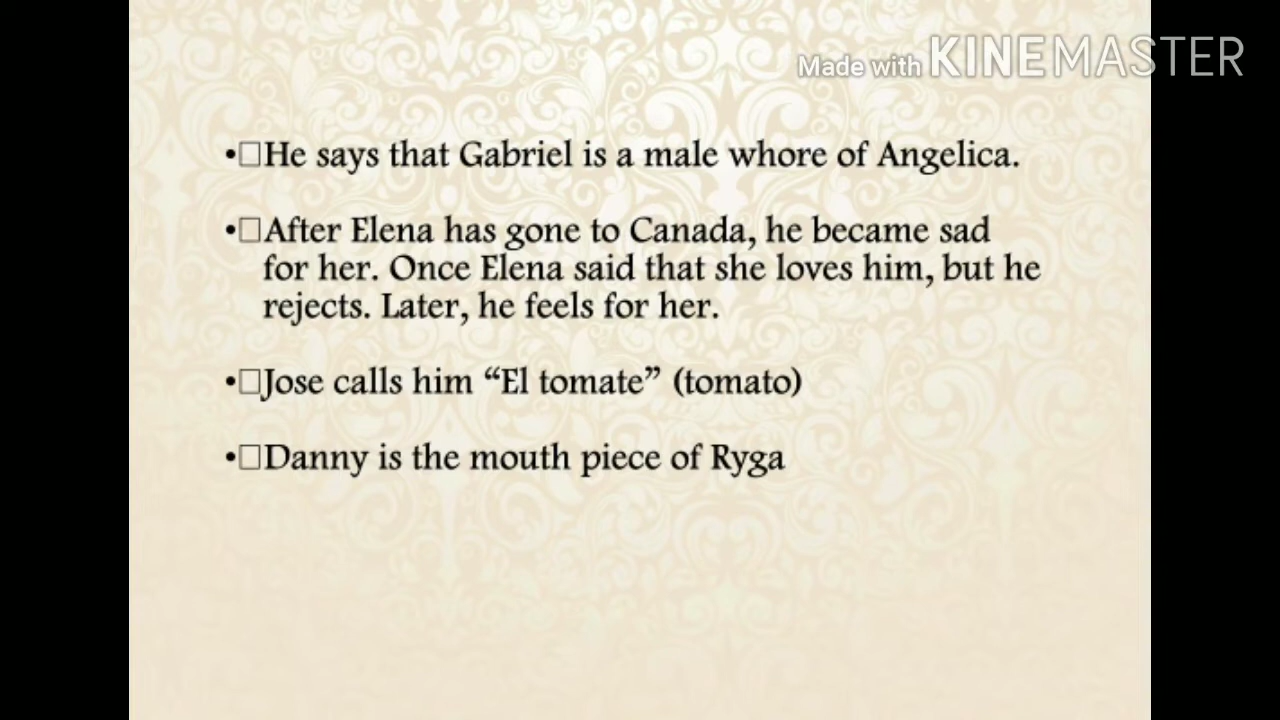 Made with KINEMASTER
•□He says that Gabriel is a male whore of Angelica.
•□After Elena has gone to Canada, he became sad
for her. Once Elena said that she loves him, but he
rejects. Later, he feels for her.
•□Jose calls him “El tomate” (tomato)
•□Danny is the mouth piece of Ryga